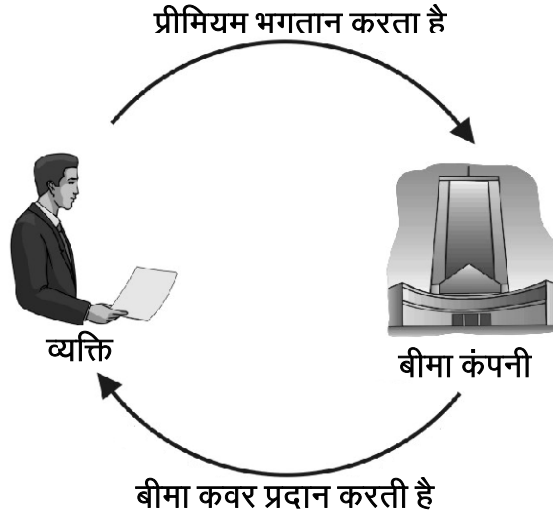 प्रीमियम भगतान करता है
व्यक्ति
बीमा कंपनी
बीमा कवर प्रदान करती है